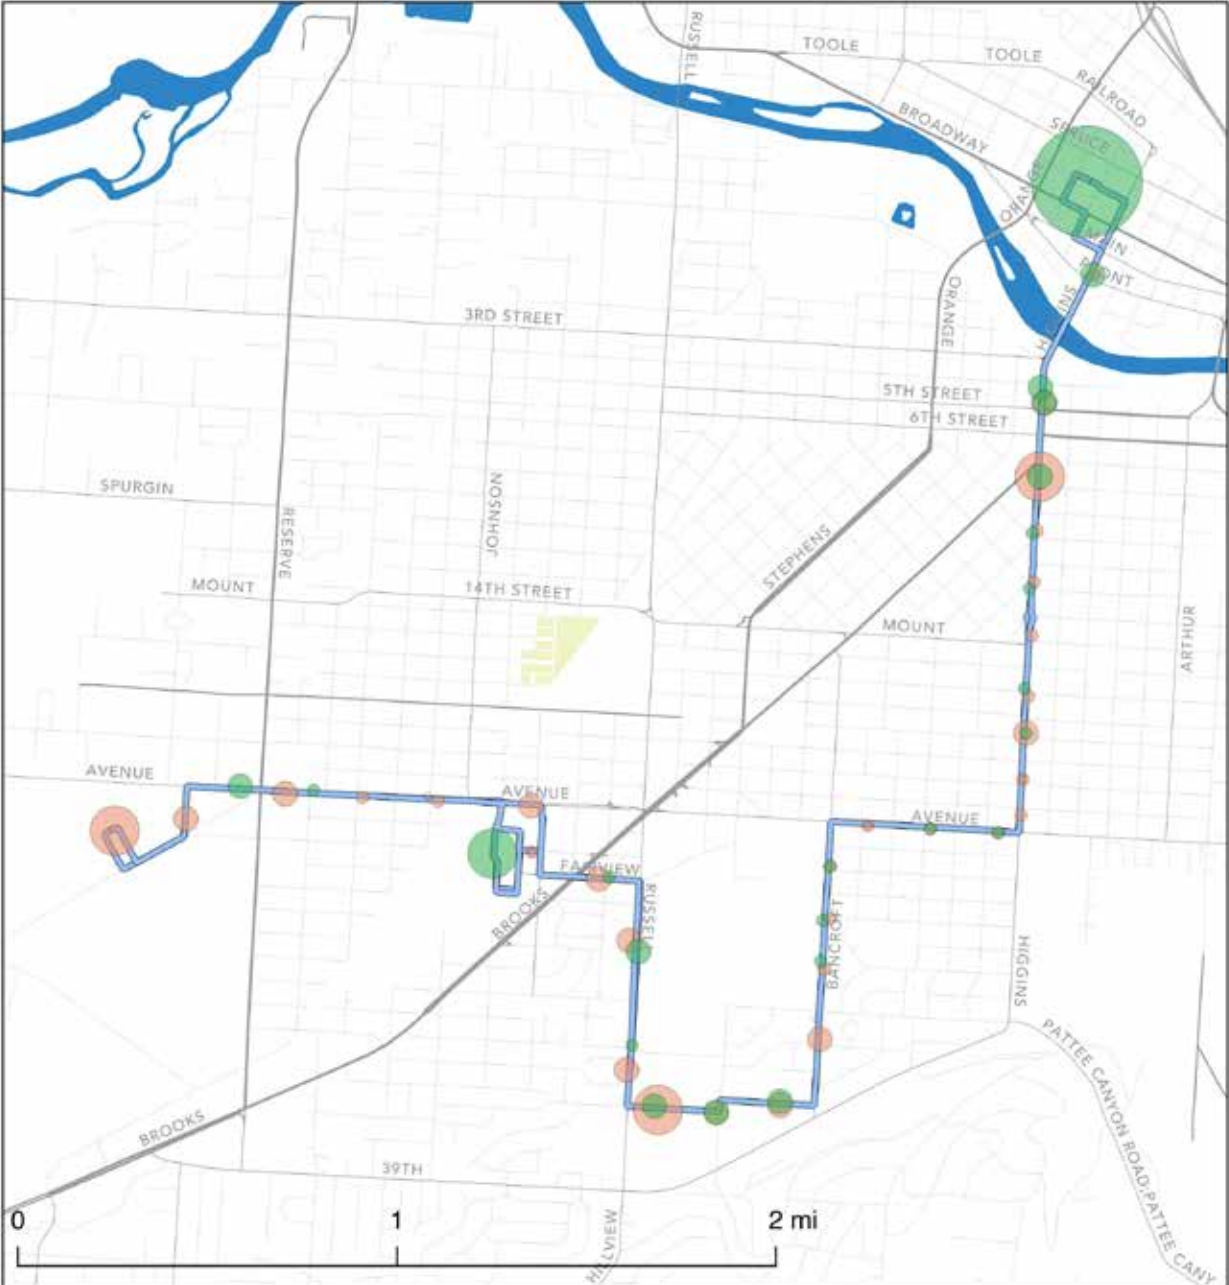 RUSSELL
TOOLE
TOOLE
RAILROAD
BROADWAY
SPRUCE
ORANGE
MAIN
FRONT
ORANGE
HIGGINS
3RD STREET
5TH STREET
6TH STREET
SPURGIN
JOHNSON
RESERVE
STEPHENS
MOUNT
14TH STREET
MOUNT
ARTHUR
AVENUE
AVENUE
AVENUE
FAIRVIEW
RUSSELL
BROOKS
BANCROFT
HIGGINS
PATTEE CANYON ROAD;PATTEE CANY
BROOKS
39TH
HILLVIEW
0 1 2 mi